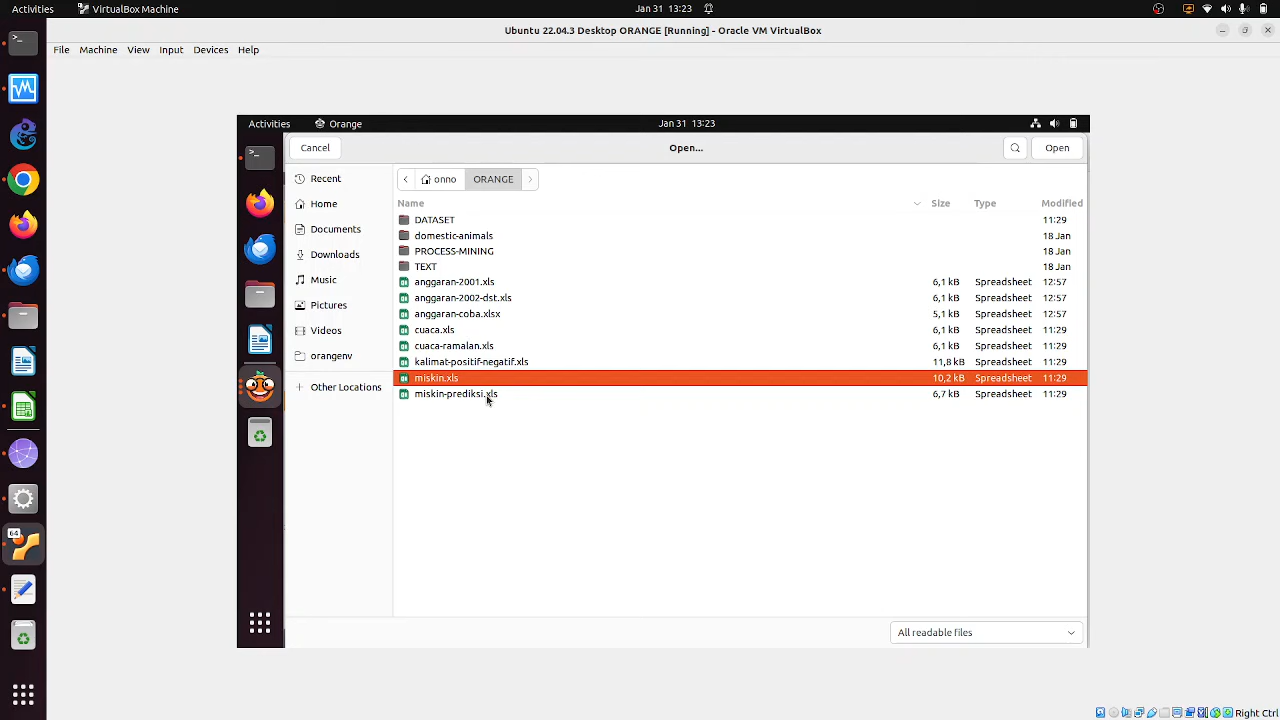 Activities VirtualBox Machine Jan 31 13:23
Ubuntu 22.04.3 Desktop ORANGE [Running] - Oracle VM VirtualBox
File Machine View Input Devices Help
Activities Orange Jan 31 13:23
Cancel Open... Open
Recent
Home
Documents
Downloads
Music
Pictures
Videos
orangenv
Other Locations
onno ORANGE
Name Size Type Modified
DATASET 11:29
domestic-animals 18 Jan
PROCESS-MINING 18 Jan
TEXT 18 Jan
anggaran-2001.xls 6,1 kB Spreadsheet 12:57
anggaran-2002-dst.xls 6,1 kB Spreadsheet 12:57
anggaran-coba.xlsx 5,1 kB Spreadsheet 12:57
cuaca.xls 6,1 kB Spreadsheet 11:29
cuaca-ramalan.xls 6,1 kB Spreadsheet 11:29
kalimat-positif-negatif.xls 11,8 kB Spreadsheet 11:29
miskin.xls 10,2 kB Spreadsheet 11:29
miskin-prediksi.xls 6,7 kB Spreadsheet 11:29
All readable files
64
Right Ctrl